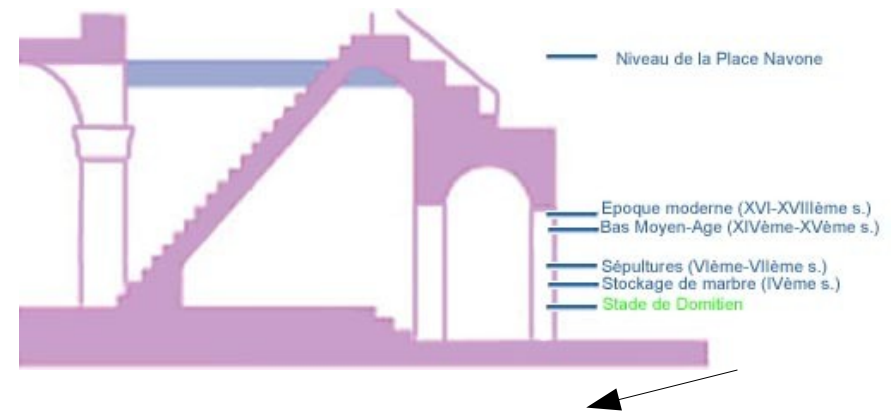 Niveau de la Place Navone
Epoque moderne (XVI-XVIIIème s.)
Bas Moyen-Age (XIVème-XVème s.)
Sépultures (VIème-VIIème s.)
Stockage de marbre (IVème s.)
Stade de Domitien